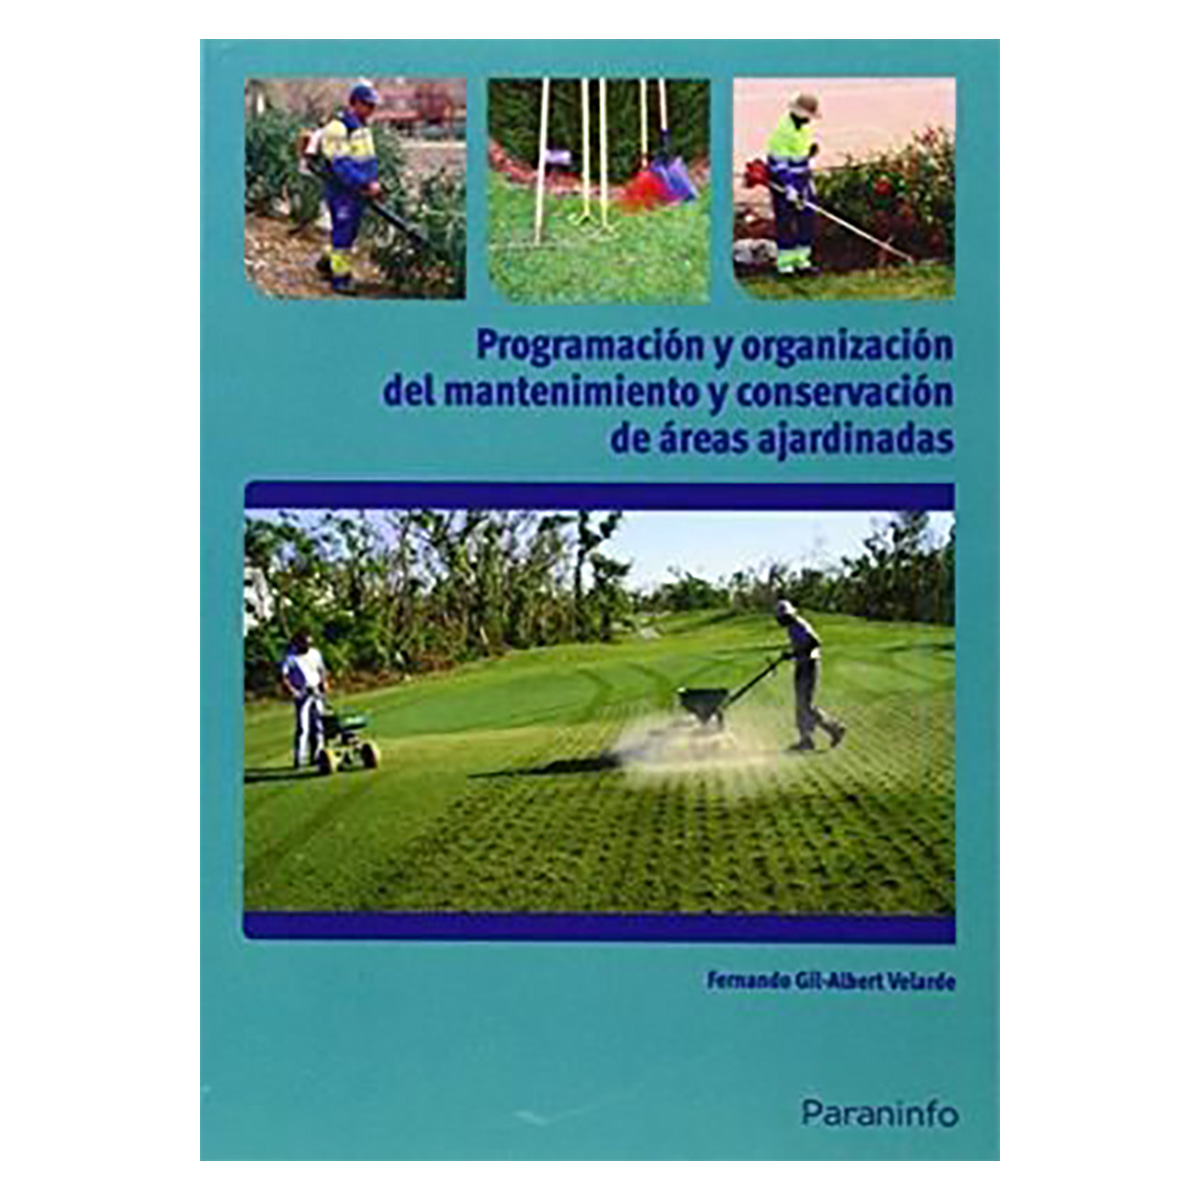 Programación y organización
del mantenimiento y conservación
de áreas ajardinadas
Fernando Gil-Albert Velarde
Paraninfo